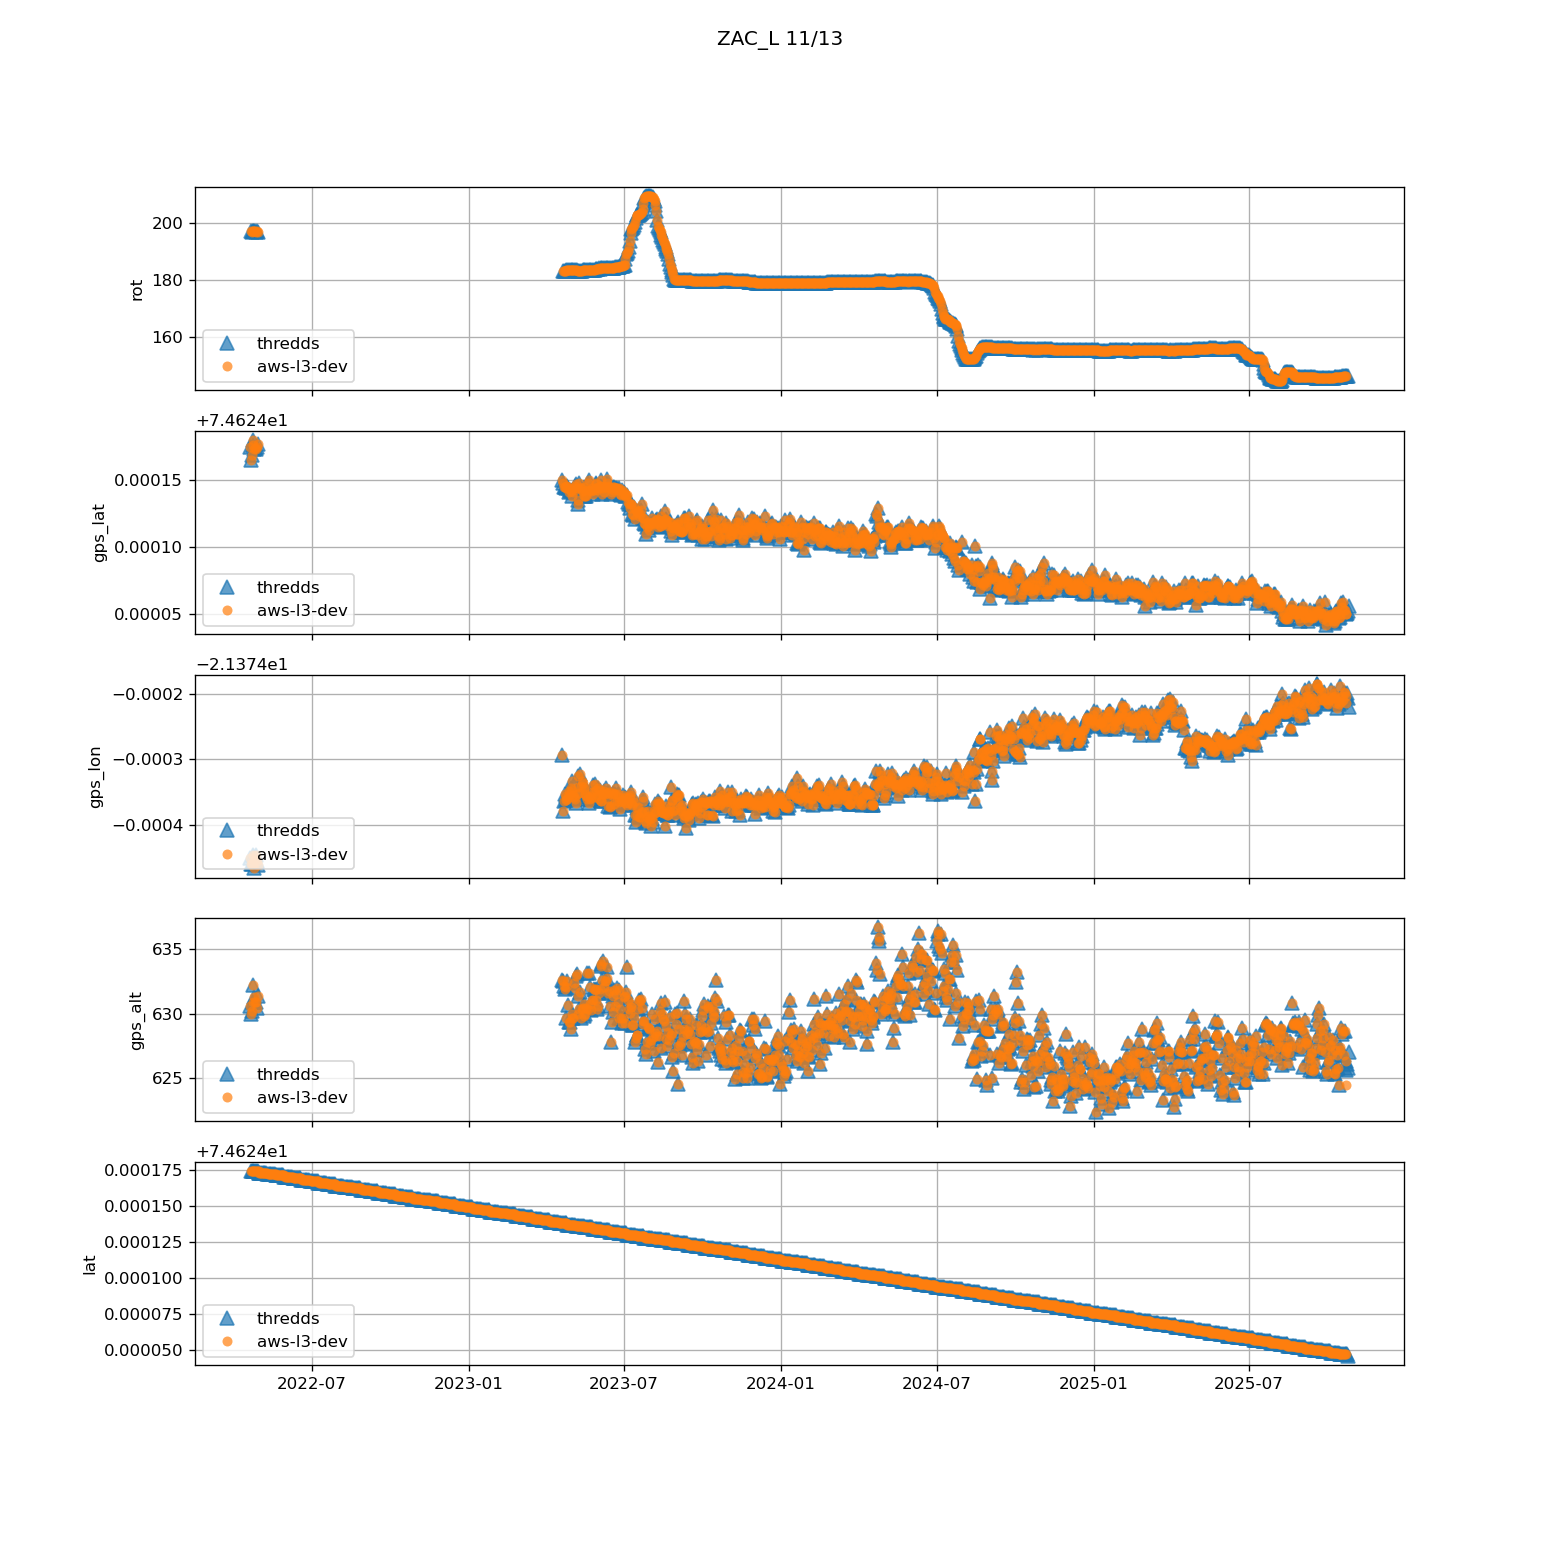 ZAC_L 11/13
200
180
160
rot
thredds
aws-l3-dev
+7.4624e1
0.00015
0.00010
0.00005
gps_lat
thredds
aws-l3-dev
−2.1374e1
−0.0002
−0.0003
−0.0004
gps_lon
thredds
aws-l3-dev
635
630
625
gps_alt
thredds
aws-l3-dev
+7.4624e1
0.000175
0.000150
0.000125
0.000100
0.000075
0.000050
lat
thredds
aws-l3-dev
2022-07 2023-01 2023-07 2024-01 2024-07 2025-01 2025-07